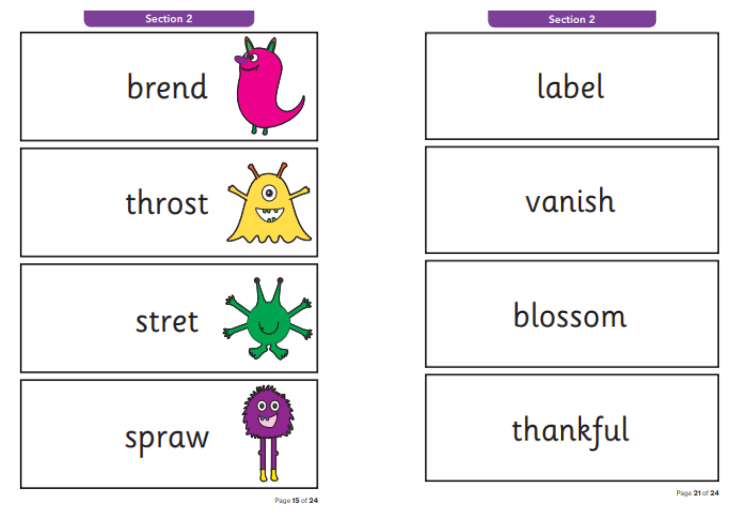 Section 2
brend
throst
stret
spraw
Page 15 of 24
Section 2
label
vanish
blossom
thankful
Page 21 of 24